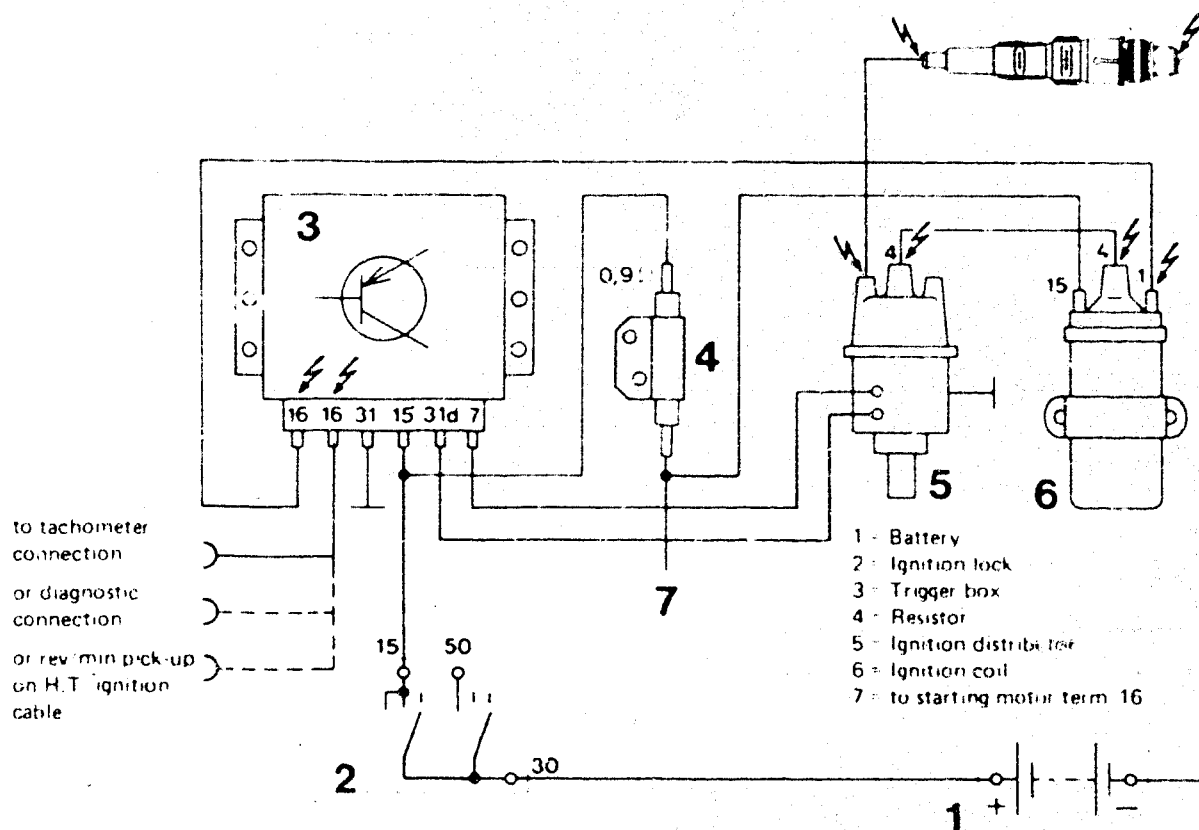 3
0,9
4
4
4
15
1
16 16 31 15 31d 7
5
6
to tachometer
connection
or diagnostic
connection
or rev/min pick-up
on H.T. ignition
cable
7
1 - Battery
2 - Ignition lock
3 - Trigger box
4 - Resistor
5 - Ignition distributor
6 - Ignition coil
7 - to starting motor term 16
15
50
2
30
1
+
–